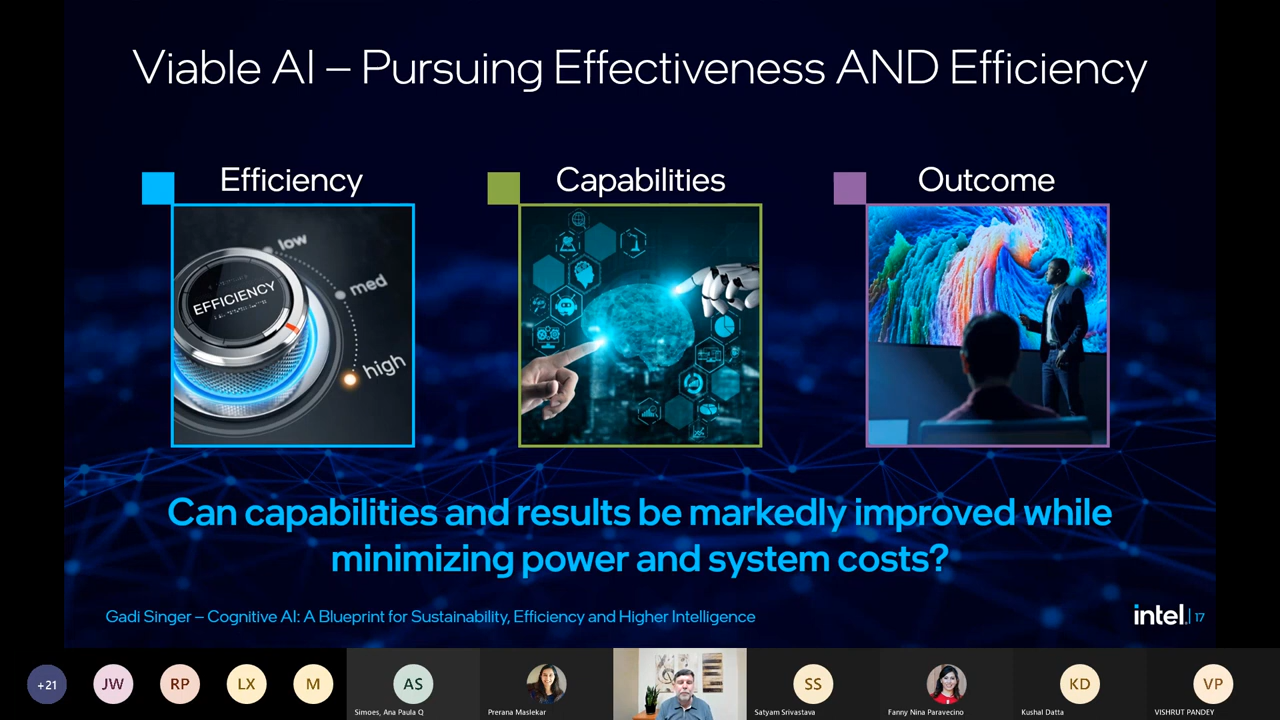 Viable AI – Pursuing Effectiveness AND Efficiency
Efficiency
Capabilities
Outcome
EFFICIENCY
low
med
high
Can capabilities and results be markedly improved while
minimizing power and system costs?
Gadi Singer – Cognitive AI: A Blueprint for Sustainability, Efficiency and Higher Intelligence
intel. | 17
+21
JW
RP
LX
M
AS
SS
KD
VP
Simoes, Ana Paula Q
Prerana Maslekar
Satyam Srivastava
Fanny Nina Paravecino
Kushal Datta
VISHRUT PANDEY